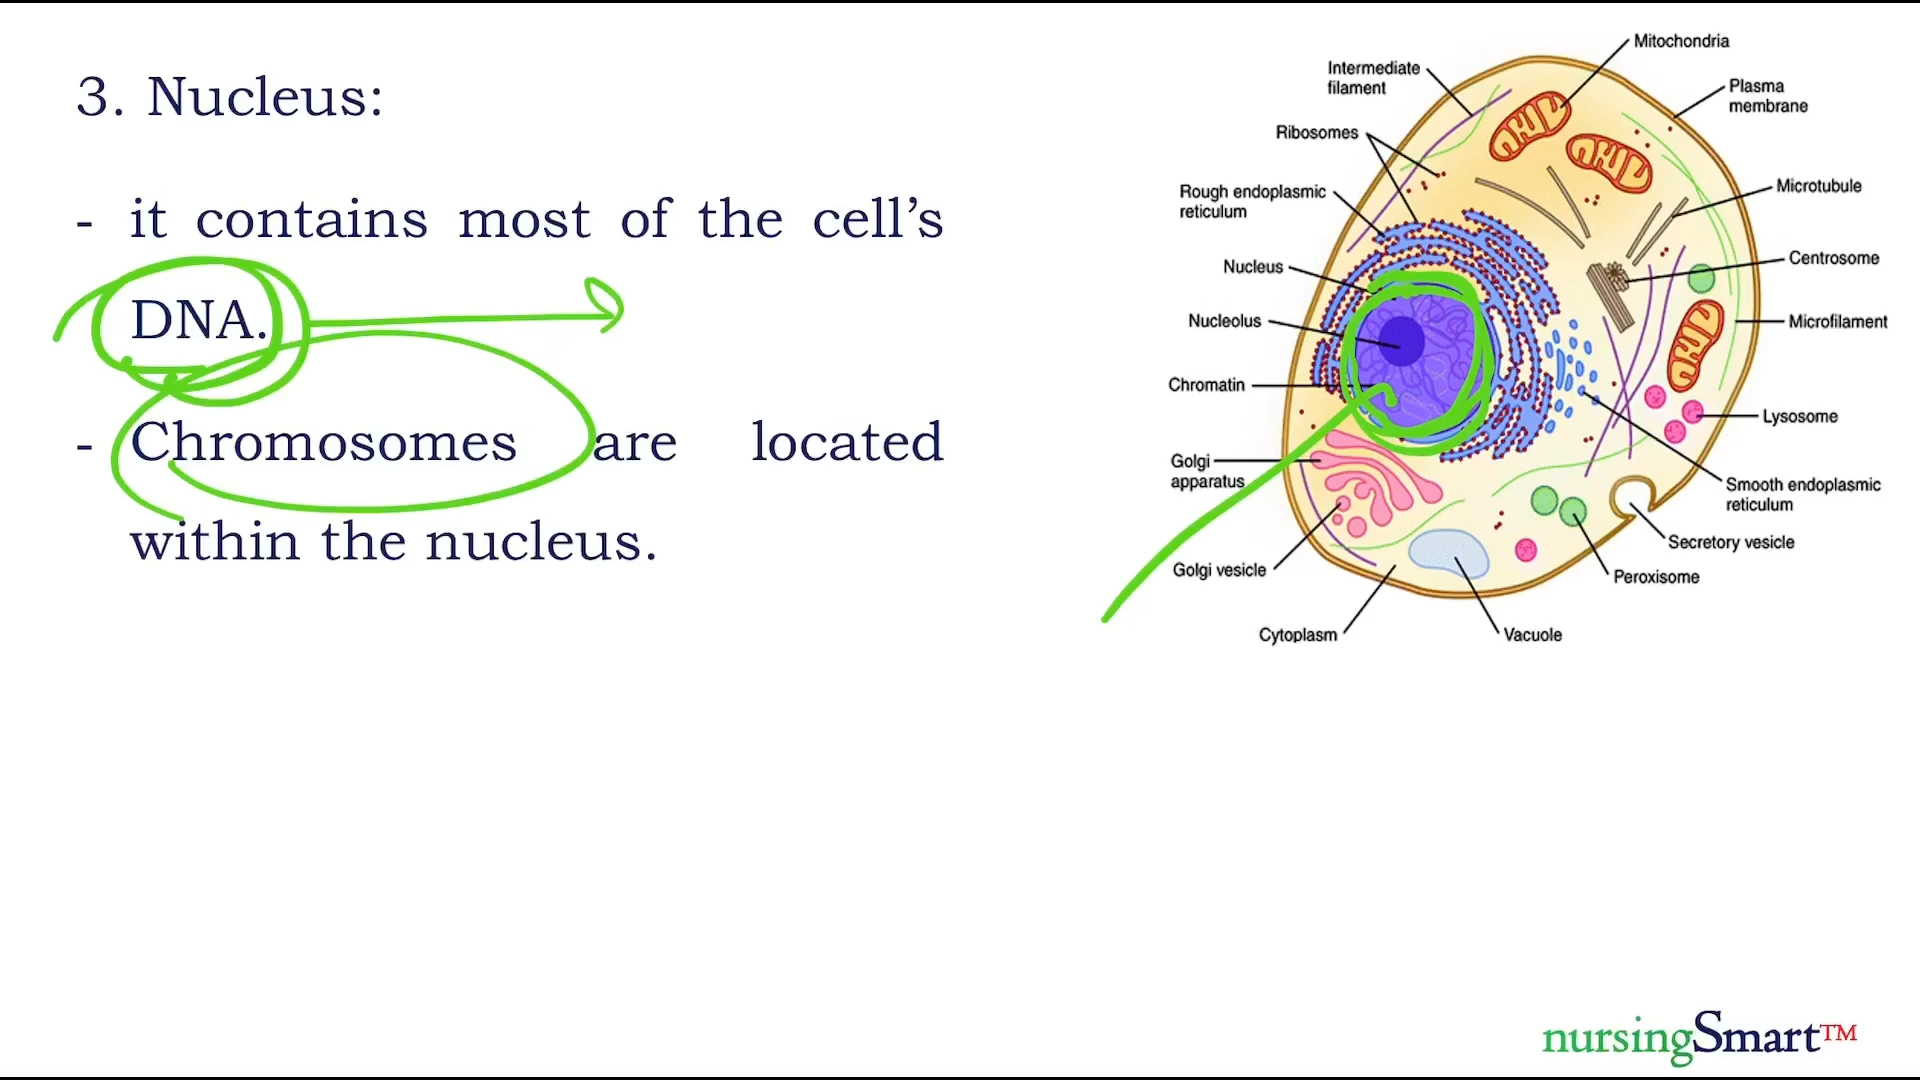 3. Nucleus:
- it contains most of the cell’s
DNA.
- Chromosomes are located
within the nucleus.
Mitochondria
Intermediate
filament
Plasma
membrane
Ribosomes
Rough endoplasmic
reticulum
Microtubule
Nucleus
Centrosome
Nucleolus
Microfilament
Chromatin
Lysosome
Golgi
apparatus
Smooth endoplasmic
reticulum
Secretory vesicle
Golgi vesicle
Peroxisome
Cytoplasm
Vacuole
nursingSmart™